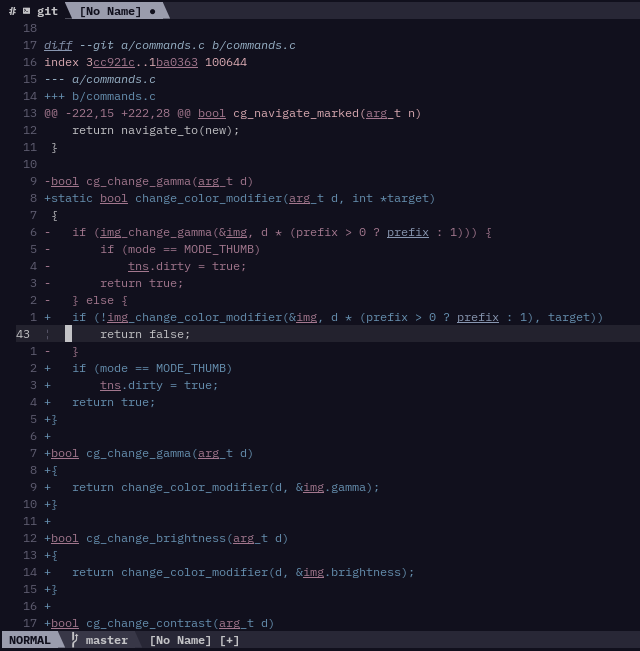 # git [No Name] ●
18
17 diff --git a/commands.c b/commands.c
16 index 3cc921c..1ba0363 100644
15 --- a/commands.c
14 +++ b/commands.c
13 @@ -222,15 +222,28 @@ bool cg_navigate_marked(arg_t n)
12     return navigate_to(new);
11  }
10
9 -bool cg_change_gamma(arg_t d)
8 +static bool change_color_modifier(arg_t d, int *target)
7  {
6 -   if (img_change_gamma(&img, d * (prefix > 0 ? prefix : 1))) {
5 -       if (mode == MODE_THUMB)
4 -           tns.dirty = true;
3 -       return true;
2 -   } else {
1 +   if (!img_change_color_modifier(&img, d * (prefix > 0 ? prefix : 1), target))
43 ¦       return false;
1 -   }
2 +   if (mode == MODE_THUMB)
3 +       tns.dirty = true;
4 +   return true;
5 +}
6 +
7 +bool cg_change_gamma(arg_t d)
8 +{
9 +   return change_color_modifier(d, &img.gamma);
10 +}
11 +
12 +bool cg_change_brightness(arg_t d)
13 +{
14 +   return change_color_modifier(d, &img.brightness);
15 +}
16 +
17 +bool cg_change_contrast(arg_t d)
NORMAL master [No Name] [+]